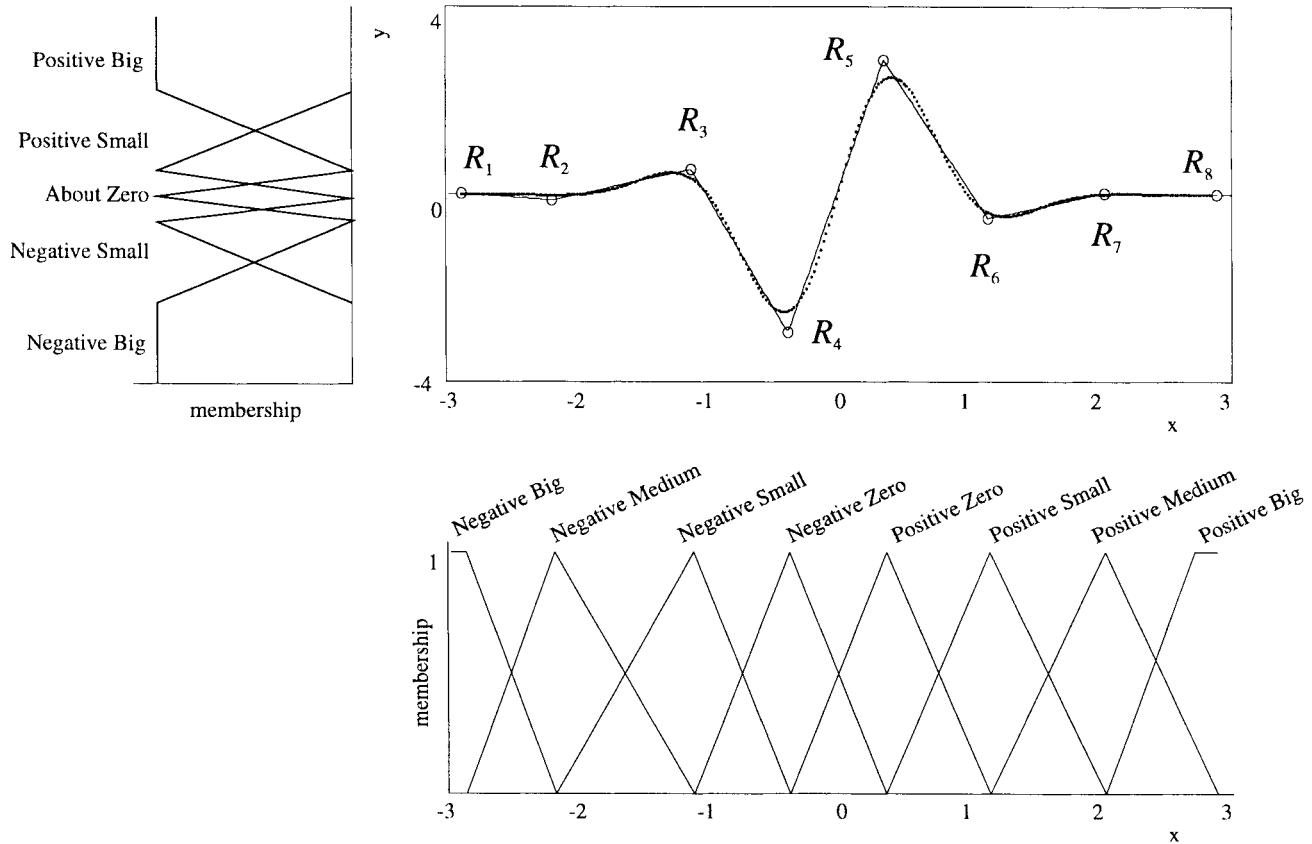 Positive Big
Positive Small
About Zero
Negative Small
Negative Big
membership
y
4
0
-4
R1
R2
R3
R4
R5
R6
R7
R8
-3 -2 -1 0 1 2 3
x
Negative Big
Negative Medium
Negative Small
Negative Zero
Positive Zero
Positive Small
Positive Medium
Positive Big
1
membership
-3 -2 -1 0 1 2 3
x